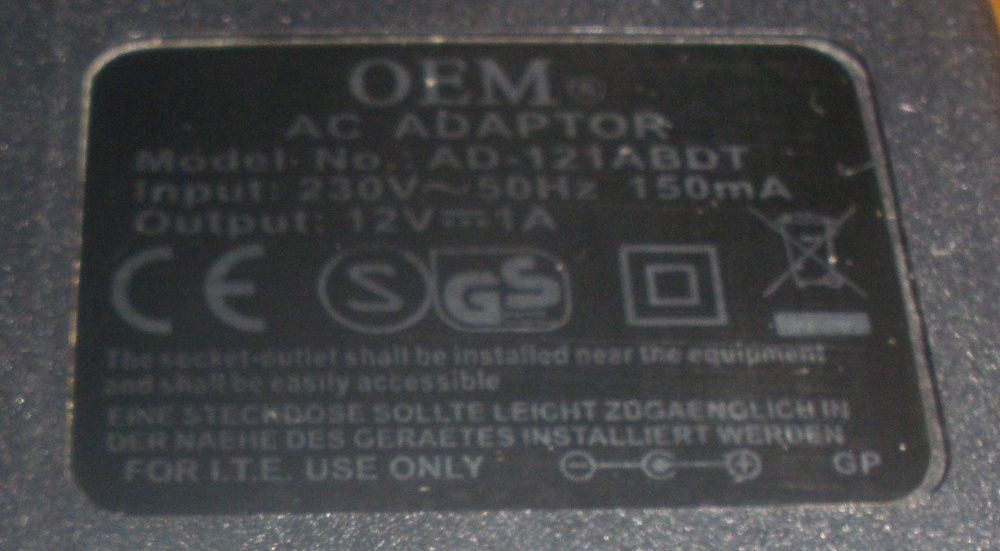 OEM ®
AC ADAPTOR
Model No.: AD-121ABDT
Input: 230V~50Hz 150mA
Output: 12V⎓1A
CE S GS
The socket-outlet shall be installed near the equipment
and shall be easily accessible
EINE STECKDOSE SOLLTE LEICHT ZUGAENGLICH IN
DER NAEHE DES GERAETES INSTALLIERT WERDEN
FOR I.T.E. USE ONLY GP